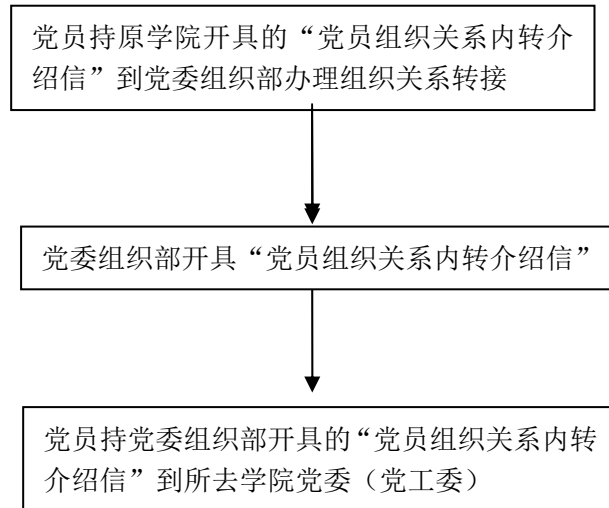 党员持原学院开具的“党员组织关系内转介
绍信”到党委组织部办理组织关系转接
党委组织部开具“党员组织关系内转介绍信”
党员持党委组织部开具的“党员组织关系内转
介绍信”到所去学院党委（党工委）